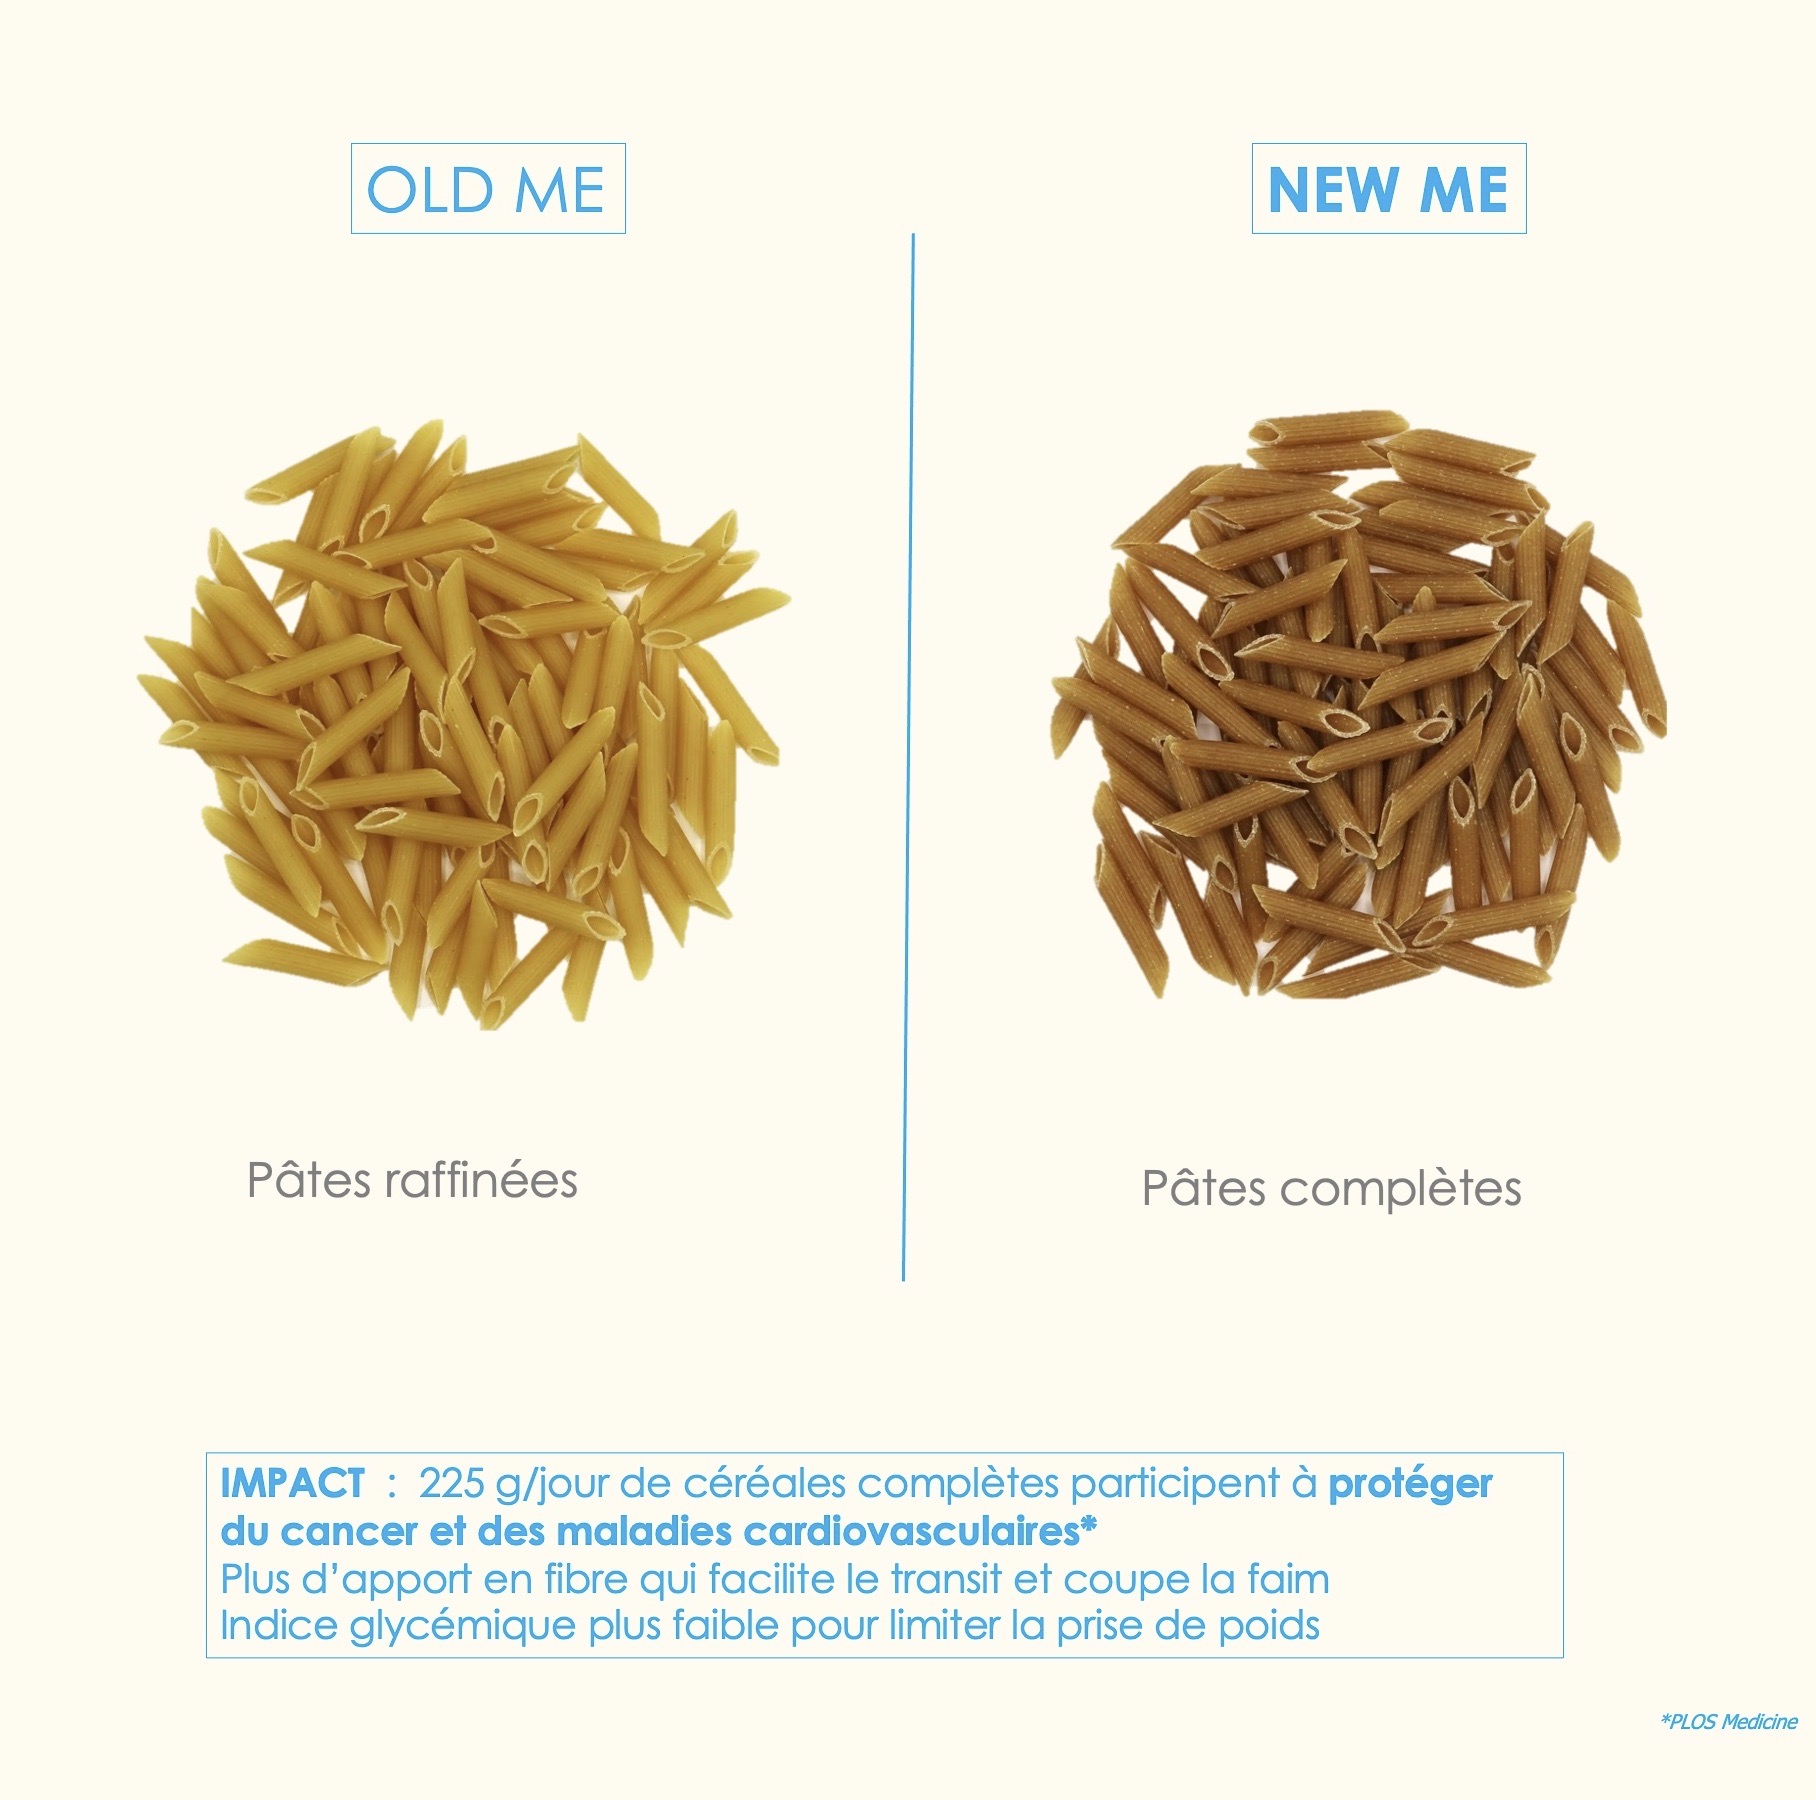 OLD ME
NEW ME
Pâtes raffinées
Pâtes complètes
IMPACT : 225 g/jour de céréales complètes participent à protéger
du cancer et des maladies cardiovasculaires*
Plus d’apport en fibre qui facilite le transit et coupe la faim
Indice glycémique plus faible pour limiter la prise de poids
*PLOS Medicine